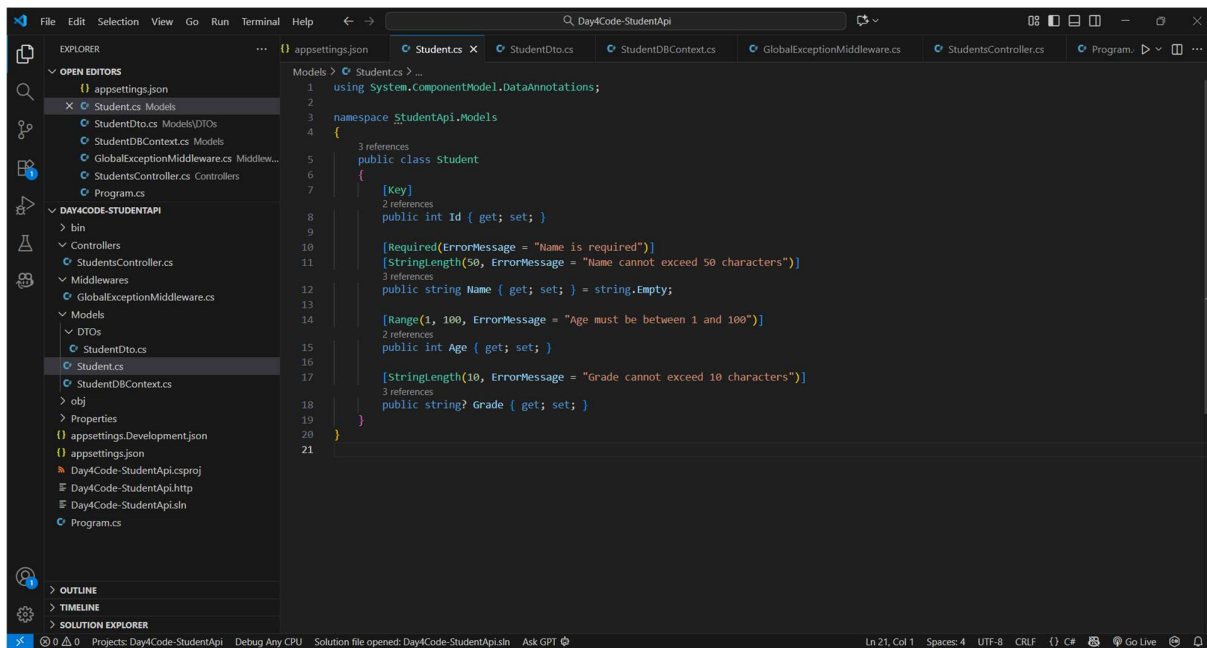 File Edit Selection View Go Run Terminal Help
Day4Code-StudentApi
EXPLORER
OPEN EDITORS
{} appsettings.json
Student.cs Models
StudentDto.cs Models\DTOs
StudentDBContext.cs Models
GlobalExceptionMiddleware.cs Middlew...
StudentsController.cs Controllers
Program.cs
DAY4CODE-STUDENTAPI
bin
Controllers
StudentsController.cs
Middlewares
GlobalExceptionMiddleware.cs
Models
DTOs
StudentDto.cs
Student.cs
StudentDBContext.cs
obj
Properties
{} appsettings.Development.json
{} appsettings.json
Day4Code-StudentApi.csproj
Day4Code-StudentApi.http
Day4Code-StudentApi.sln
Program.cs
OUTLINE
TIMELINE
SOLUTION EXPLORER
{} appsettings.json Student.cs StudentDto.cs StudentDBContext.cs GlobalExceptionMiddleware.cs StudentsController.cs Program.
Models > Student.cs > ...
1 using System.ComponentModel.DataAnnotations;
2
3 namespace StudentApi.Models
4 {
3 references
5 public class Student
6 {
7 [Key]
2 references
8 public int Id { get; set; }
9
10 [Required(ErrorMessage = "Name is required")]
11 [StringLength(50, ErrorMessage = "Name cannot exceed 50 characters")]
3 references
12 public string Name { get; set; } = string.Empty;
13
14 [Range(1, 100, ErrorMessage = "Age must be between 1 and 100")]
2 references
15 public int Age { get; set; }
16
17 [StringLength(10, ErrorMessage = "Grade cannot exceed 10 characters")]
3 references
18 public string? Grade { get; set; }
19 }
20 }
21
1
1
0 0 Projects: Day4Code-StudentApi Debug Any CPU Solution file opened: Day4Code-StudentApi.sln Ask GPT Ln 21, Col 1 Spaces: 4 UTF-8 CRLF {} C# Go Live